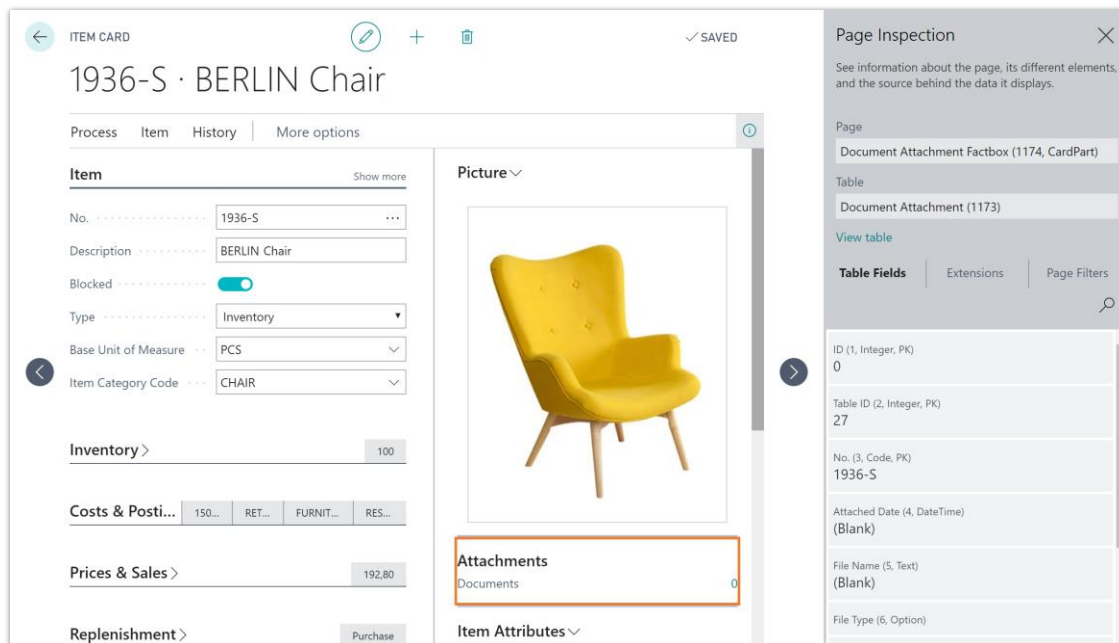 ITEM CARD
SAVED
1936-S · BERLIN Chair
Process Item History More options
Item Show more
No. 1936-S ...
Description BERLIN Chair
Blocked
Type Inventory
Base Unit of Measure PCS
Item Category Code CHAIR
Inventory 100
Costs & Posti... 150... RET... FURNIT... RES...
Prices & Sales 192,80
Replenishment Purchase
Picture
Attachments
Documents 0
Item Attributes
Page Inspection
See information about the page, its different elements,
and the source behind the data it displays.
Page
Document Attachment Factbox (1174, CardPart)
Table
Document Attachment (1173)
View table
Table Fields Extensions Page Filters
ID (1, Integer, PK)
0
Table ID (2, Integer, PK)
27
No. (3, Code, PK)
1936-S
Attached Date (4, DateTime)
(Blank)
File Name (5, Text)
(Blank)
File Type (6, Option)